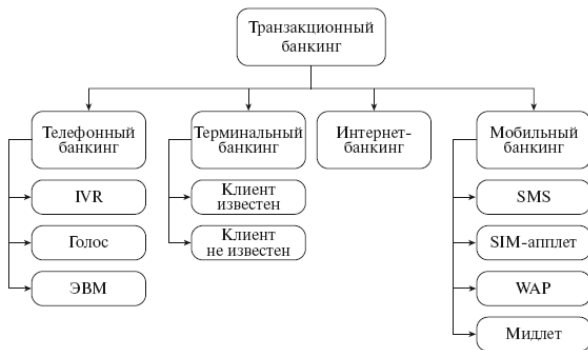 Транзакционный
банкинг
Телефонный
банкинг
IVR
Голос
ЭВМ
Терминальный
банкинг
Клиент
известен
Клиент
не известен
Интернет-
банкинг
Мобильный
банкинг
SMS
SIM-апплет
WAP
Мидлет